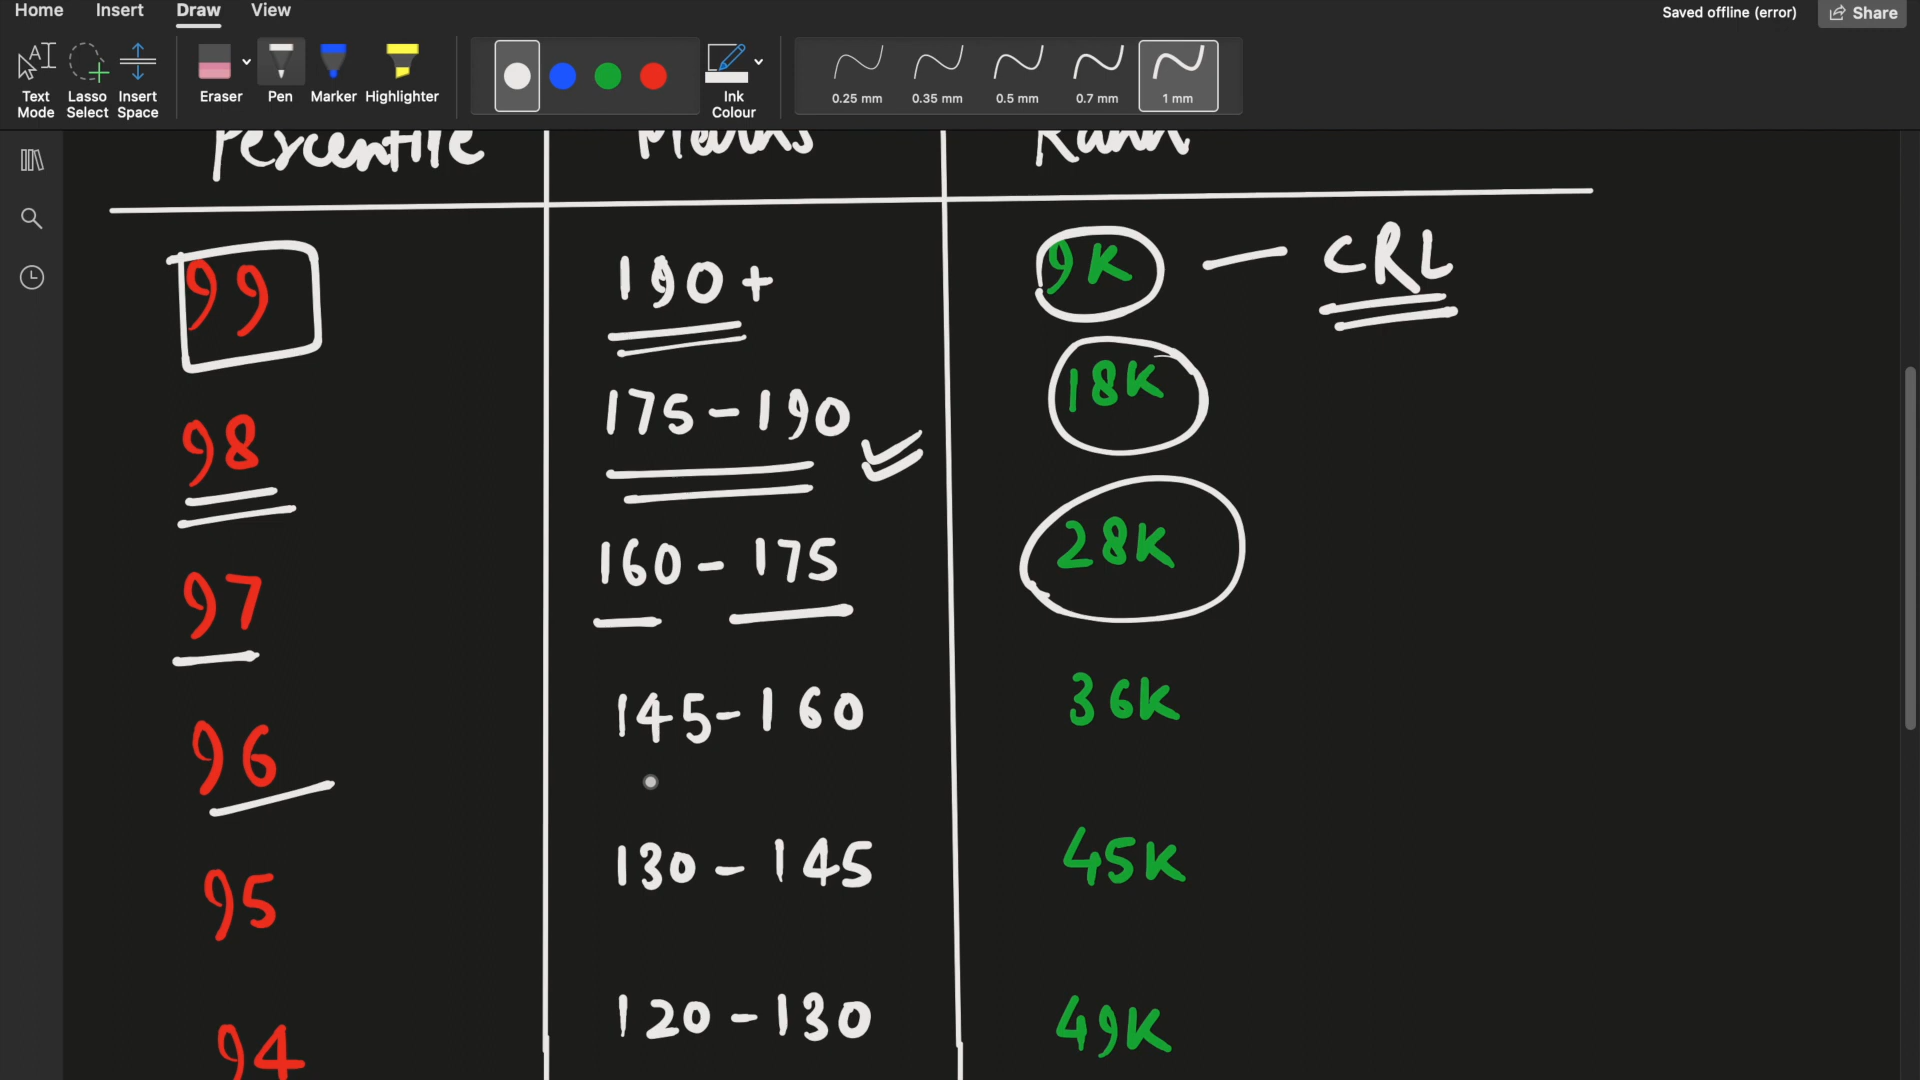 Home Insert Draw View
Saved offline (error) Share
Text Mode
Lasso Select
Insert Space
Eraser
Pen
Marker
Highlighter
Ink Colour
0.25 mm 0.35 mm 0.5 mm 0.7 mm 1 mm
Percentile Marks Rank
99 190+ 9K — CRL
98 175-190 18K
97 160-175 28K
96 145-160 36K
95 130-145 45K
94 120-130 49K